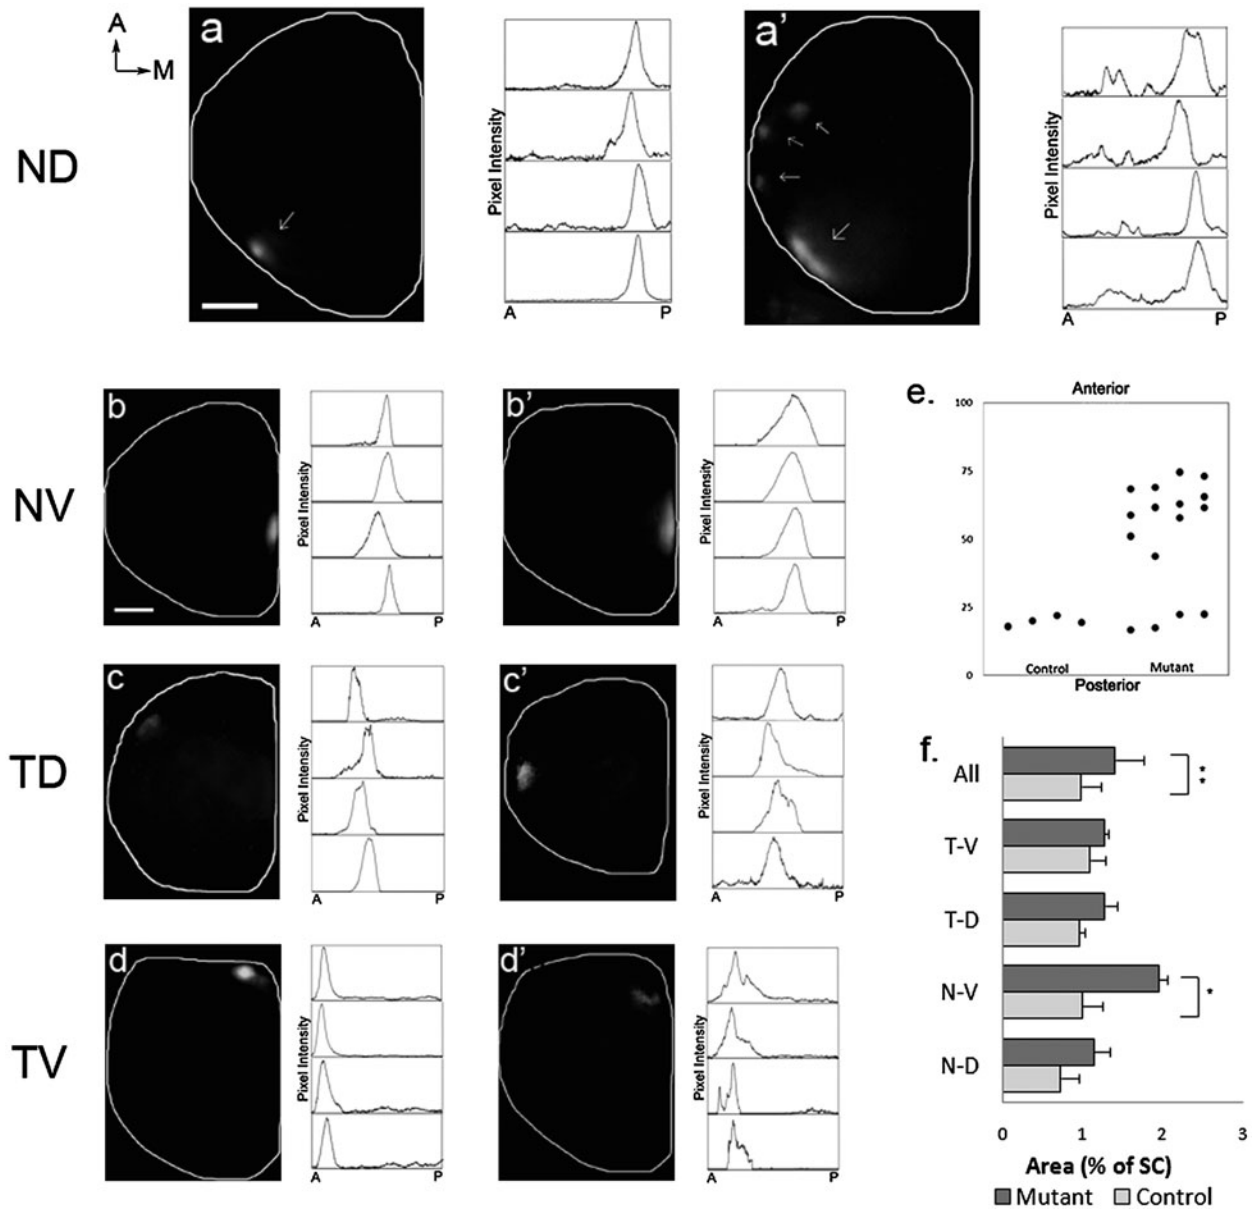 A
M
a
a'
ND
Pixel Intensity
A P
Pixel Intensity
A P
b
b'
NV
Pixel Intensity
A P
Pixel Intensity
A P
e.
Anterior
100
75
50
25
0
Control Mutant
Posterior
c
c'
TD
Pixel Intensity
A P
Pixel Intensity
A P
f.
All
T-V
T-D
N-V
N-D
*
*
*
0 1 2 3
Area (% of SC)
Mutant Control
d
d'
TV
Pixel Intensity
A P
Pixel Intensity
A P